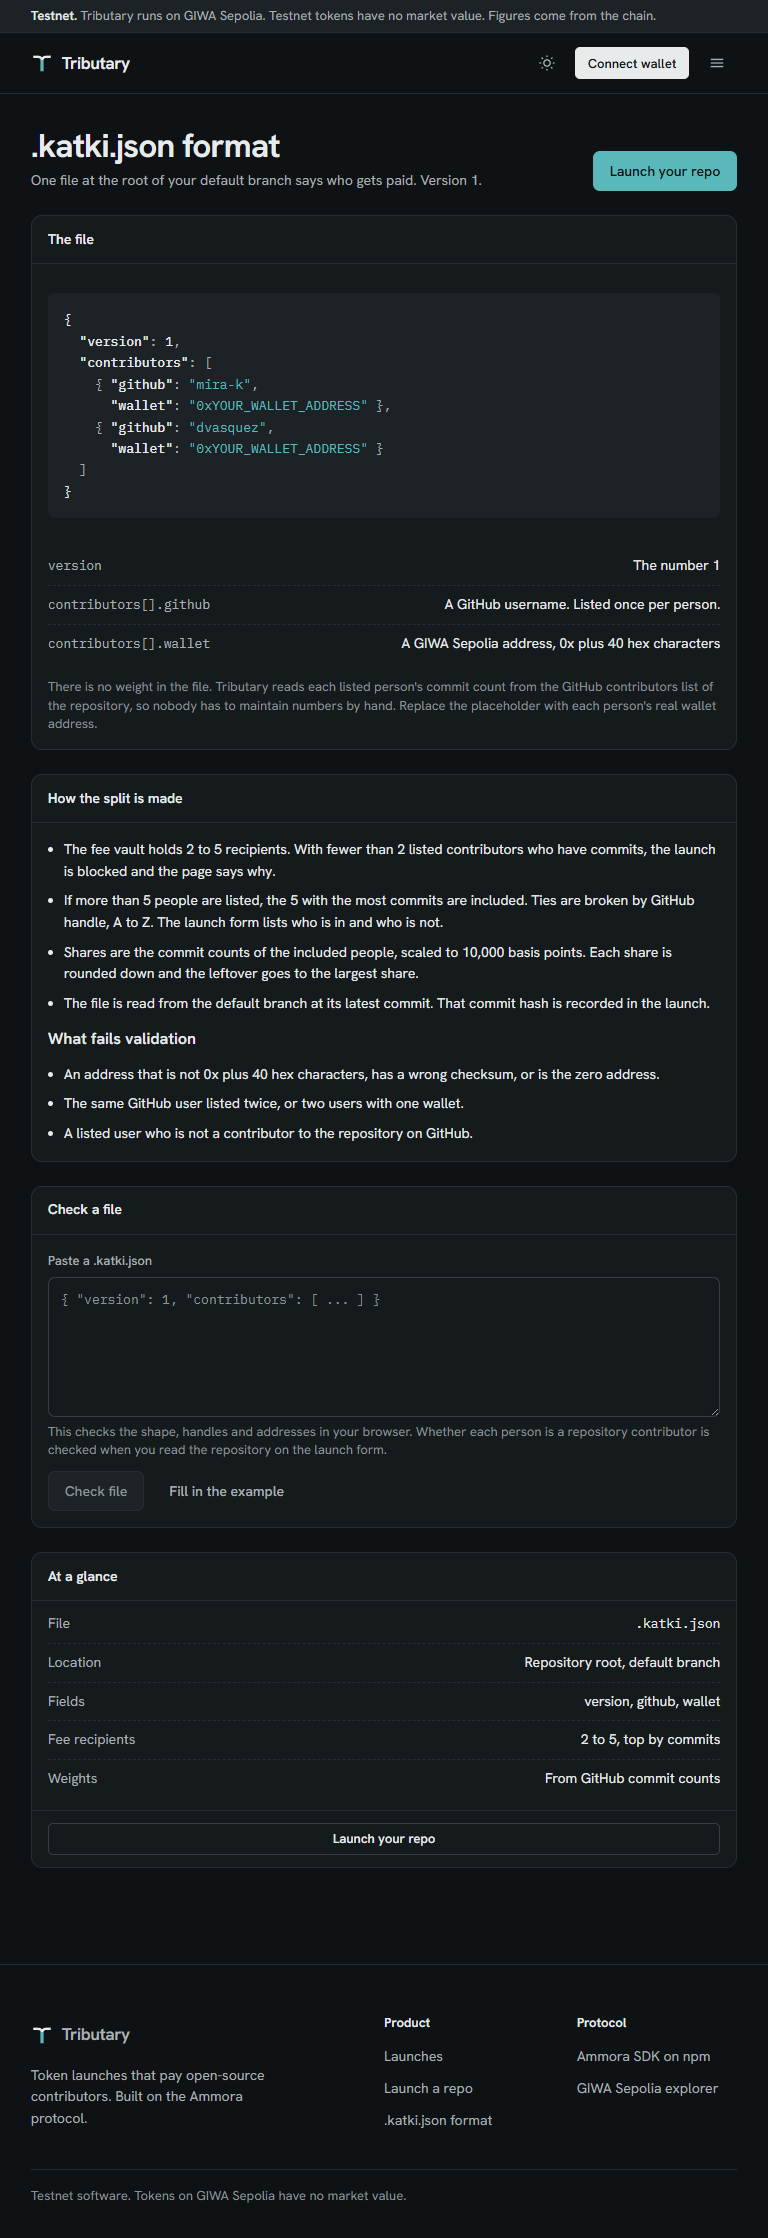 Testnet. Tributary runs on GIWA Sepolia. Testnet tokens have no market value. Figures come from the chain.
Tributary
Connect wallet
.katki.json format
One file at the root of your default branch says who gets paid. Version 1.
Launch your repo
The file
{
"version": 1,
"contributors": [
{ "github": "mira-k",
"wallet": "0xYOUR_WALLET_ADDRESS" },
{ "github": "dvasquez",
"wallet": "0xYOUR_WALLET_ADDRESS" }
]
}
version The number 1
contributors[].github A GitHub username. Listed once per person.
contributors[].wallet A GIWA Sepolia address, 0x plus 40 hex characters
There is no weight in the file. Tributary reads each listed person's commit count from the GitHub contributors list of
the repository, so nobody has to maintain numbers by hand. Replace the placeholder with each person's real wallet
address.
How the split is made
• The fee vault holds 2 to 5 recipients. With fewer than 2 listed contributors who have commits, the launch
is blocked and the page says why.
• If more than 5 people are listed, the 5 with the most commits are included. Ties are broken by GitHub
handle, A to Z. The launch form lists who is in and who is not.
• Shares are the commit counts of the included people, scaled to 10,000 basis points. Each share is
rounded down and the leftover goes to the largest share.
• The file is read from the default branch at its latest commit. That commit hash is recorded in the launch.
What fails validation
• An address that is not 0x plus 40 hex characters, has a wrong checksum, or is the zero address.
• The same GitHub user listed twice, or two users with one wallet.
• A listed user who is not a contributor to the repository on GitHub.
Check a file
Paste a .katki.json
{ "version": 1, "contributors": [ ... ] }
This checks the shape, handles and addresses in your browser. Whether each person is a repository contributor is
checked when you read the repository on the launch form.
Check file Fill in the example
At a glance
File .katki.json
Location Repository root, default branch
Fields version, github, wallet
Fee recipients 2 to 5, top by commits
Weights From GitHub commit counts
Launch your repo
Tributary
Token launches that pay open-source
contributors. Built on the Ammora
protocol.
Product
Launches
Launch a repo
.katki.json format
Protocol
Ammora SDK on npm
GIWA Sepolia explorer
Testnet software. Tokens on GIWA Sepolia have no market value.